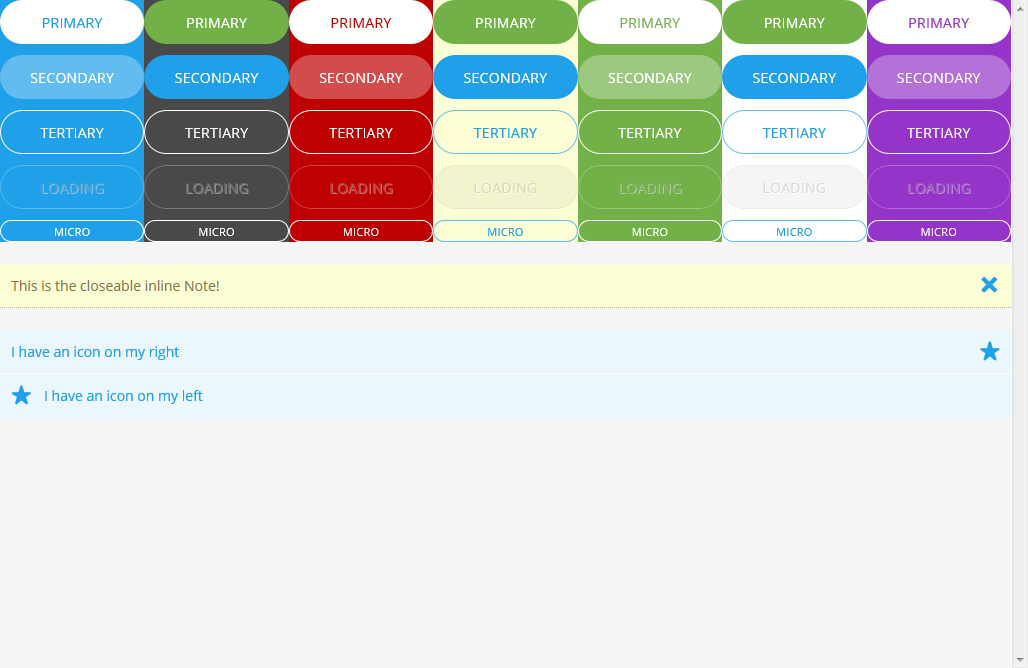 PRIMARY PRIMARY PRIMARY PRIMARY PRIMARY PRIMARY PRIMARY
SECONDARY SECONDARY SECONDARY SECONDARY SECONDARY SECONDARY SECONDARY
TERTIARY TERTIARY TERTIARY TERTIARY TERTIARY TERTIARY TERTIARY
LOADING LOADING LOADING LOADING LOADING LOADING LOADING
MICRO MICRO MICRO MICRO MICRO MICRO MICRO
This is the closeable inline Note!
I have an icon on my right
I have an icon on my left